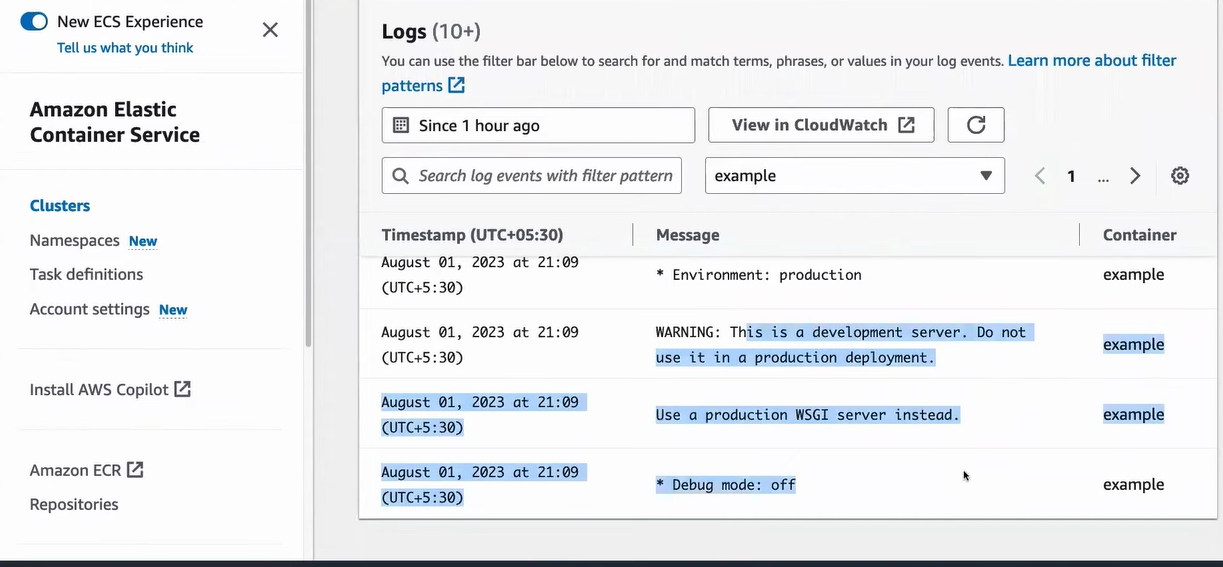 New ECS Experience
Tell us what you think
Amazon Elastic
Container Service
Clusters
Namespaces New
Task definitions
Account settings New
Install AWS Copilot
Amazon ECR
Repositories
Logs (10+)
You can use the filter bar below to search for and match terms, phrases, or values in your log events. Learn more about filter
patterns
Since 1 hour ago
View in CloudWatch
Search log events with filter pattern
example
1 ...
Timestamp (UTC+05:30) Message Container
August 01, 2023 at 21:09
(UTC+5:30)
* Environment: production
example
August 01, 2023 at 21:09
(UTC+5:30)
WARNING: This is a development server. Do not
use it in a production deployment.
example
August 01, 2023 at 21:09
(UTC+5:30)
Use a production WSGI server instead.
example
August 01, 2023 at 21:09
(UTC+5:30)
* Debug mode: off
example